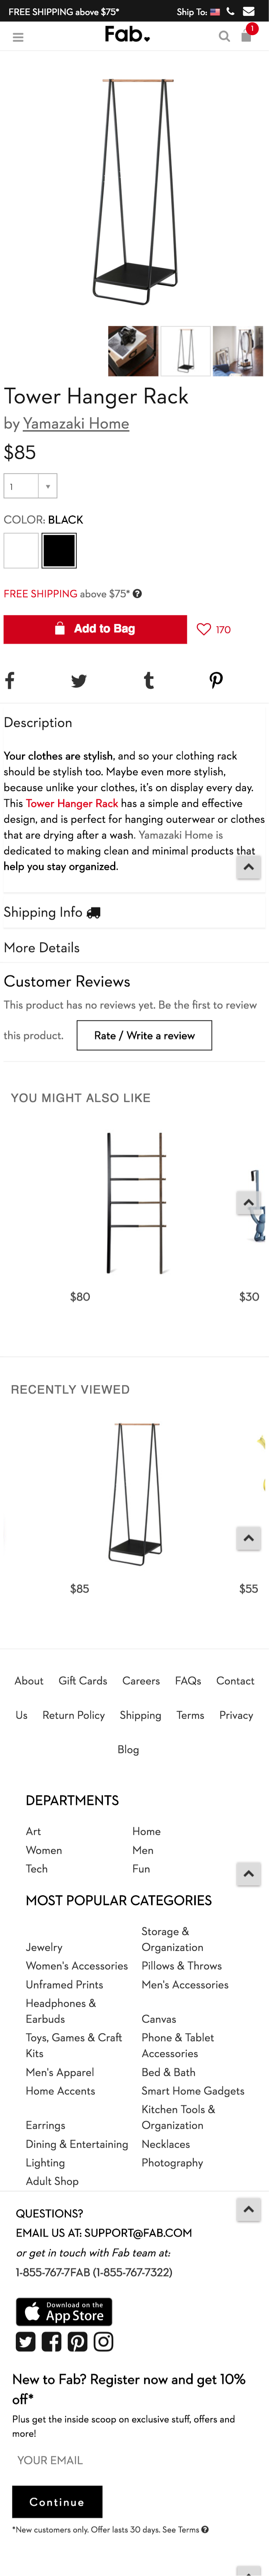 FREE SHIPPING above $75* Ship To:
Fab.
1
Tower Hanger Rack
by Yamazaki Home
$85
1
COLOR: BLACK
FREE SHIPPING above $75*
Add to Bag 170
Description
Your clothes are stylish, and so your clothing rack
should be stylish too. Maybe even more stylish,
because unlike your clothes, it's on display every day.
This Tower Hanger Rack has a simple and effective
design, and is perfect for hanging outerwear or clothes
that are drying after a wash. Yamazaki Home is
dedicated to making clean and minimal products that
help you stay organized.
Shipping Info
More Details
Customer Reviews
This product has no reviews yet. Be the first to review
this product. Rate / Write a review
YOU MIGHT ALSO LIKE
$80 $30
RECENTLY VIEWED
$85 $55
About Gift Cards Careers FAQs Contact
Us Return Policy Shipping Terms Privacy
Blog
DEPARTMENTS
Art Home
Women Men
Tech Fun
MOST POPULAR CATEGORIES
Storage &
Jewelry Organization
Women's Accessories Pillows & Throws
Unframed Prints Men's Accessories
Headphones &
Earbuds Canvas
Toys, Games & Craft Phone & Tablet
Kits Accessories
Men's Apparel Bed & Bath
Home Accents Smart Home Gadgets
Kitchen Tools &
Earrings Organization
Dining & Entertaining Necklaces
Lighting Photography
Adult Shop
QUESTIONS?
EMAIL US AT: SUPPORT@FAB.COM
or get in touch with Fab team at:
1-855-767-7FAB (1-855-767-7322)
Download on the
App Store
New to Fab? Register now and get 10%
off*
Plus get the inside scoop on exclusive stuff, offers and
more!
YOUR EMAIL
Continue
*New customers only. Offer lasts 30 days. See Terms